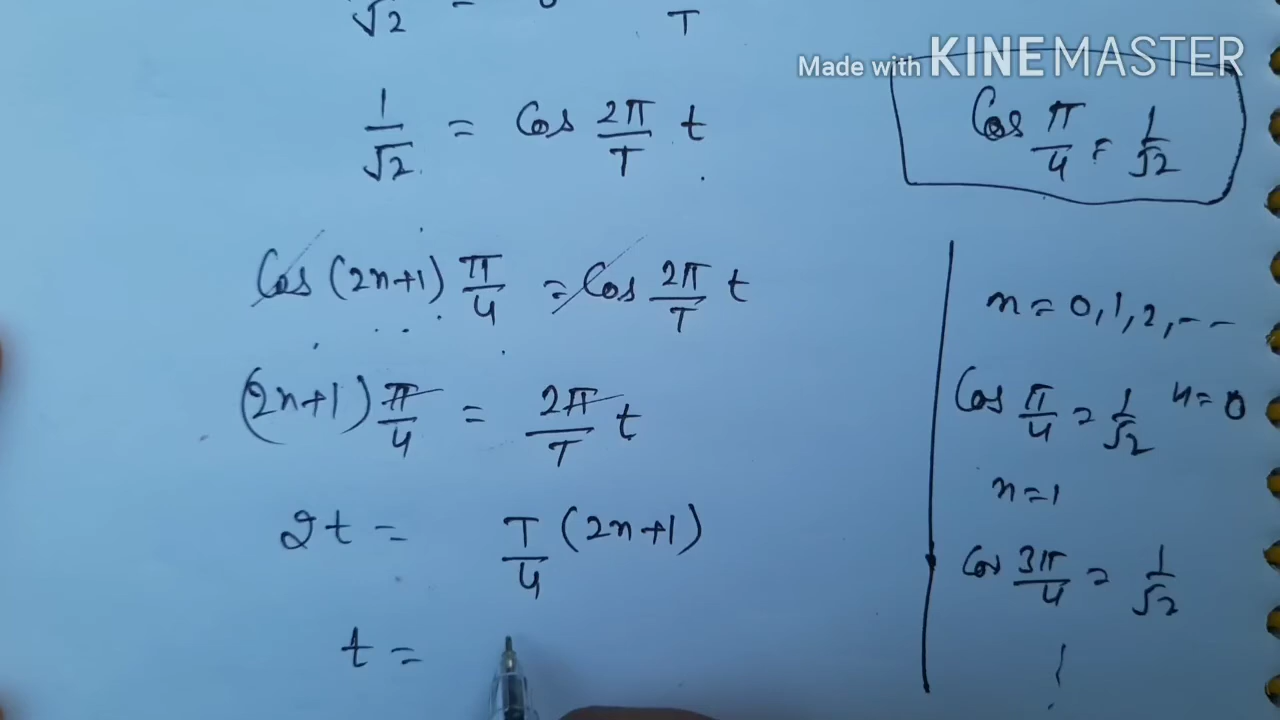 1/√2 = T
Made with KINEMASTER
1/√2 = Cos 2π/T t
Cos π/4 = 1/√2
Cos (2n+1) π/4 = Cos 2π/T t
(2n+1) π/4 = 2π/T t
2t = T/4 (2n+1)
t =
n = 0, 1, 2, --
Cos π/4 = 1/√2 n = 0
n = 1
Cos 3π/4 = 1/√2